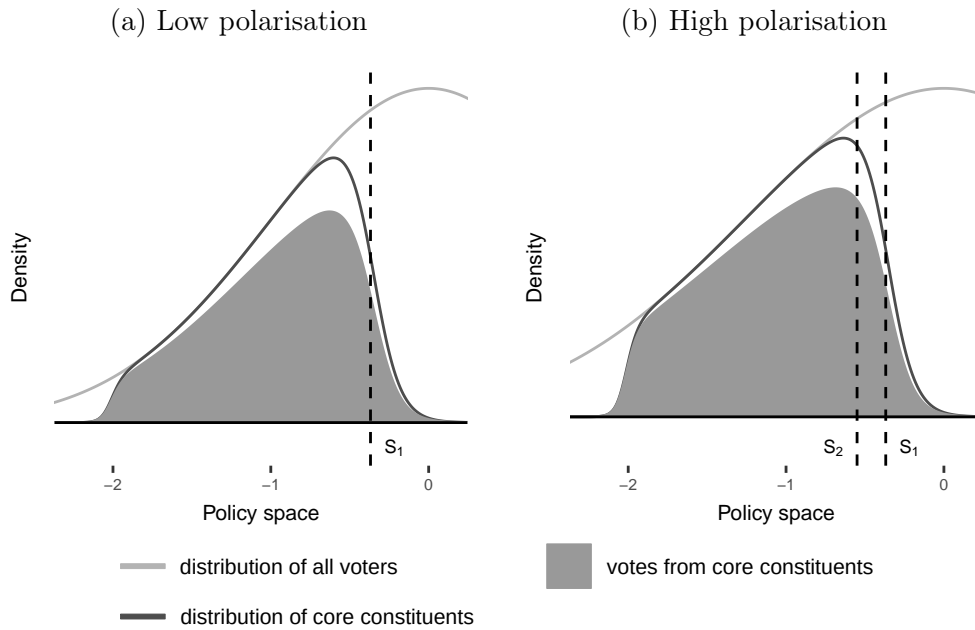 (a) Low polarisation
(b) High polarisation
Density
S1
−2
−1
0
Policy space
Density
S2
S1
−2
−1
0
Policy space
distribution of all voters
distribution of core constituents
votes from core constituents